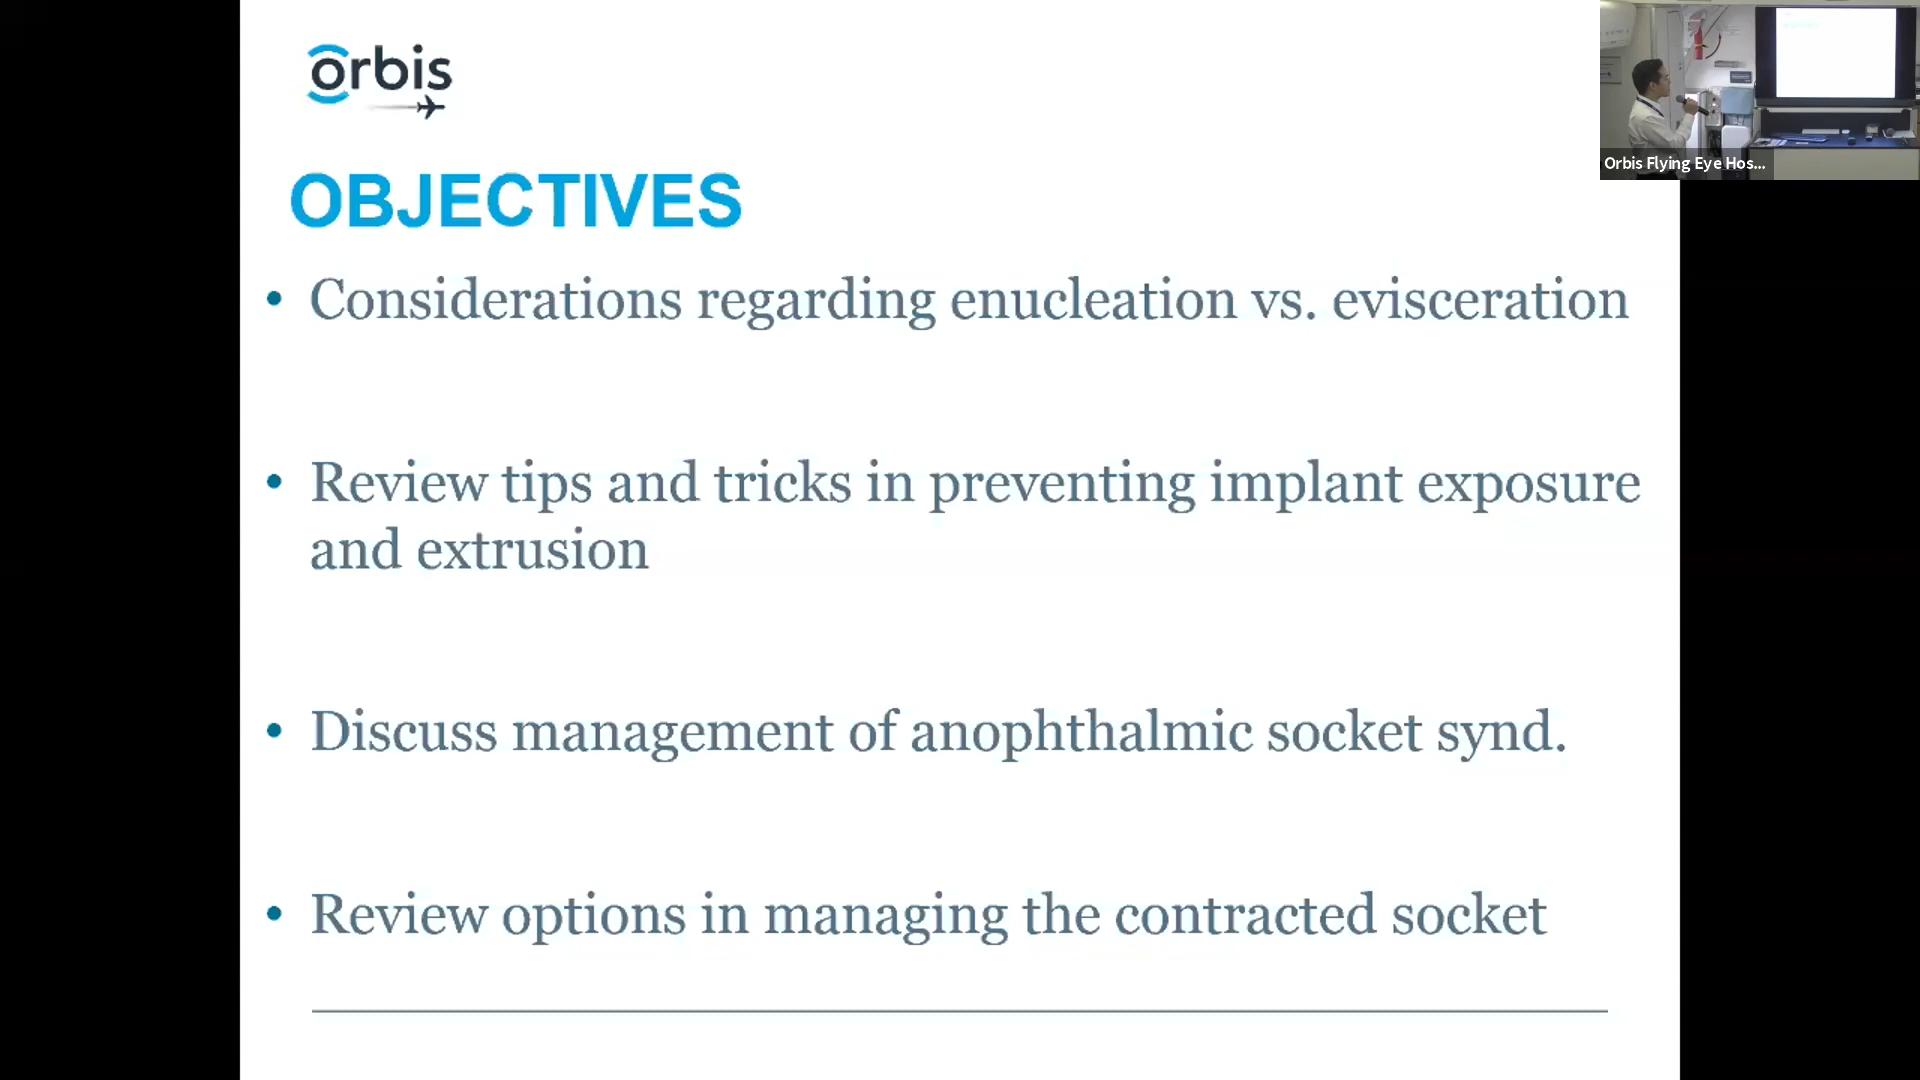 orbis
OBJECTIVES
• Considerations regarding enucleation vs. evisceration
• Review tips and tricks in preventing implant exposure
and extrusion
• Discuss management of anophthalmic socket synd.
• Review options in managing the contracted socket
Orbis Flying Eye Hos...